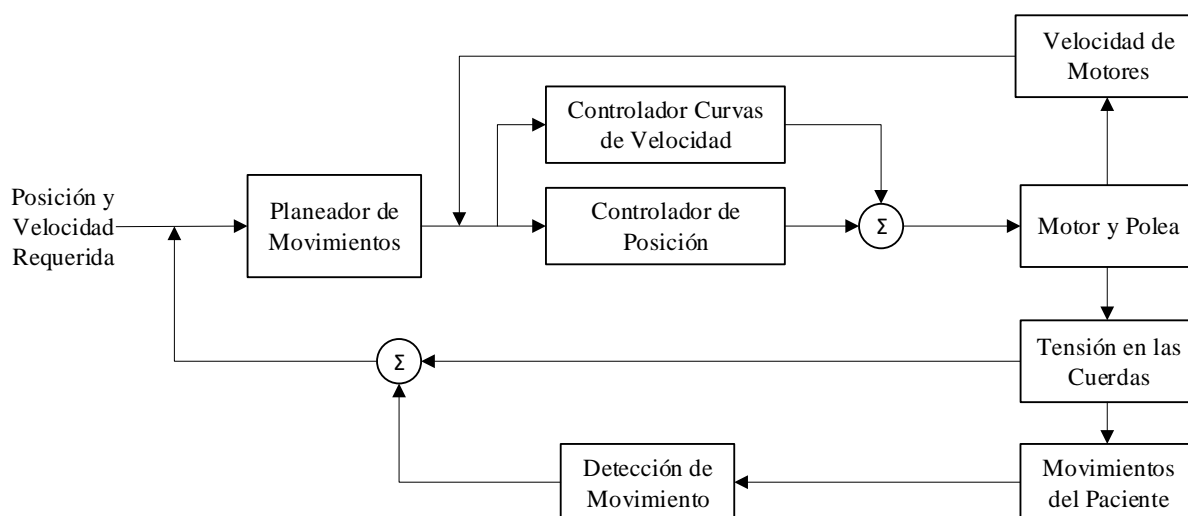 Velocidad de
Motores
Controlador Curvas
de Velocidad
Posición y
Velocidad
Requerida
Planeador de
Movimientos
Controlador de
Posición
Σ
Motor y Polea
Σ
Tensión en las
Cuerdas
Detección de
Movimiento
Movimientos
del Paciente